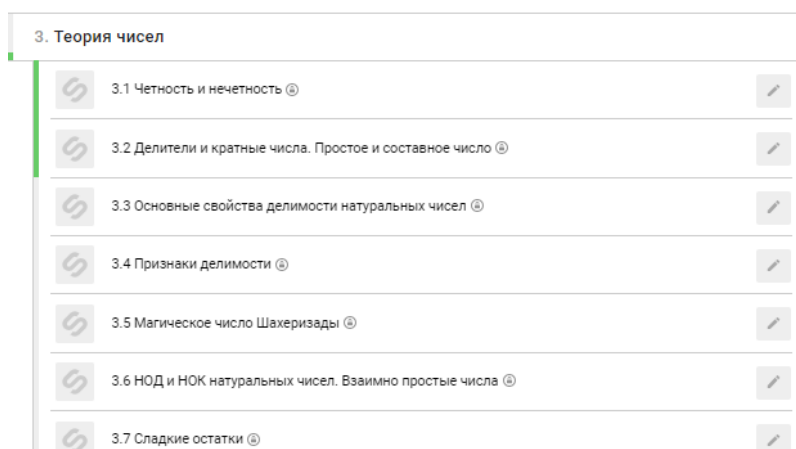 3. Теория чисел
3.1 Четность и нечетность
3.2 Делители и кратные числа. Простое и составное число
3.3 Основные свойства делимости натуральных чисел
3.4 Признаки делимости
3.5 Магическое число Шахеризады
3.6 НОД и НОК натуральных чисел. Взаимно простые числа
3.7 Сладкие остатки